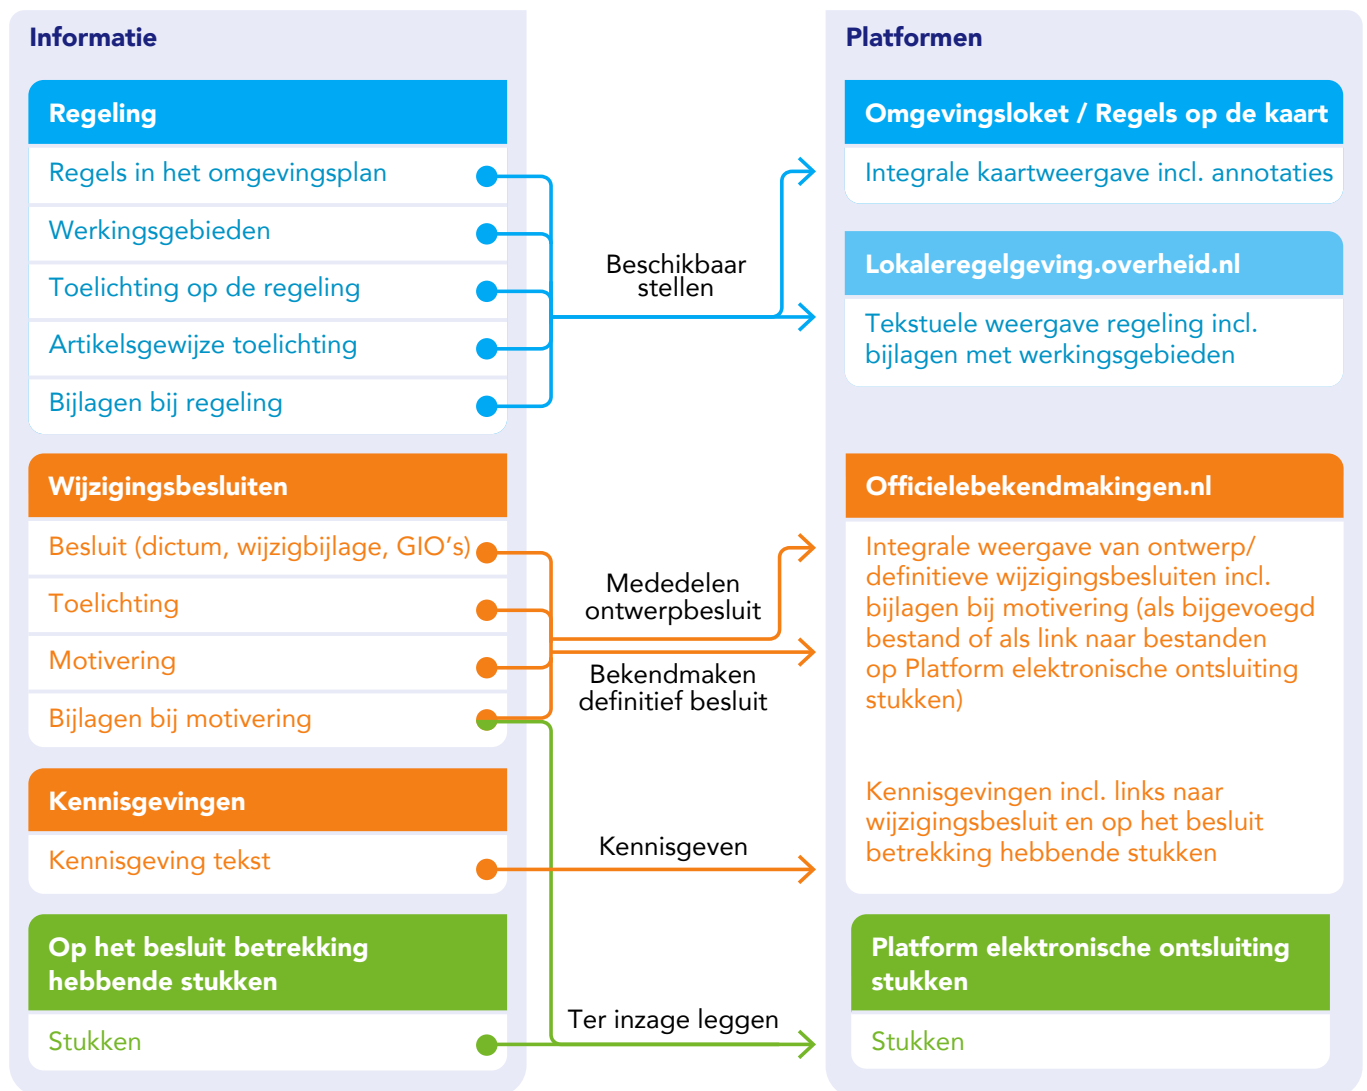 Informatie
Regeling
Regels in het omgevingsplan
Werkingsgebieden
Toelichting op de regeling
Artikelsgewijze toelichting
Bijlagen bij regeling
Wijzigingsbesluiten
Besluit (dictum, wijzigbijlage, GIO's)
Toelichting
Motivering
Bijlagen bij motivering
Kennisgevingen
Kennisgeving tekst
Op het besluit betrekking
hebbende stukken
Stukken
Beschikbaar
stellen
Mededelen
ontwerpbesluit
Bekendmaken
definitief besluit
Kennisgeven
Ter inzage leggen
Platformen
Omgevingsloket / Regels op de kaart
Integrale kaartweergave incl. annotaties
Lokaleregelgeving.overheid.nl
Tekstuele weergave regeling incl.
bijlagen met werkingsgebieden
Officielebekendmakingen.nl
Integrale weergave van ontwerp/
definitieve wijzigingsbesluiten incl.
bijlagen bij motivering (als bijgevoegd
bestand of als link naar bestanden
op Platform elektronische ontsluiting
stukken)
Kennisgevingen incl. links naar
wijzigingsbesluit en op het besluit
betrekking hebbende stukken
Platform elektronische ontsluiting
stukken
Stukken